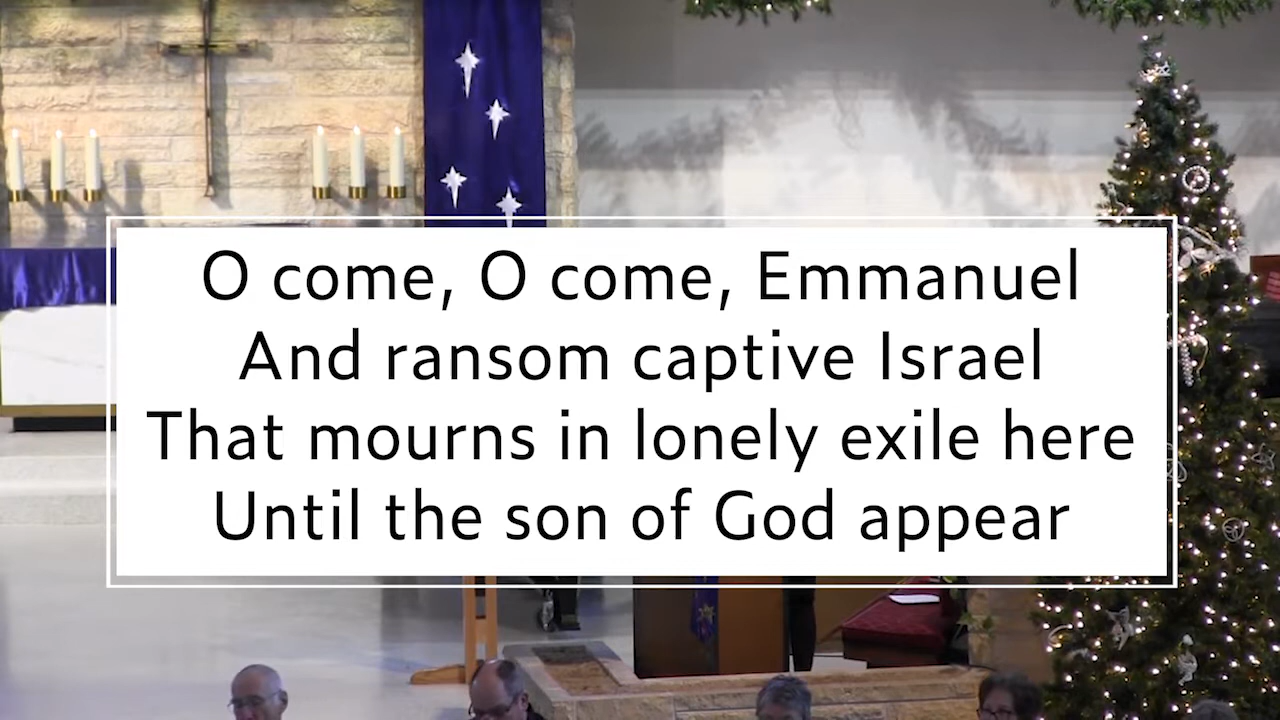 O come, O come, Emmanuel
And ransom captive Israel
That mourns in lonely exile here
Until the son of God appear